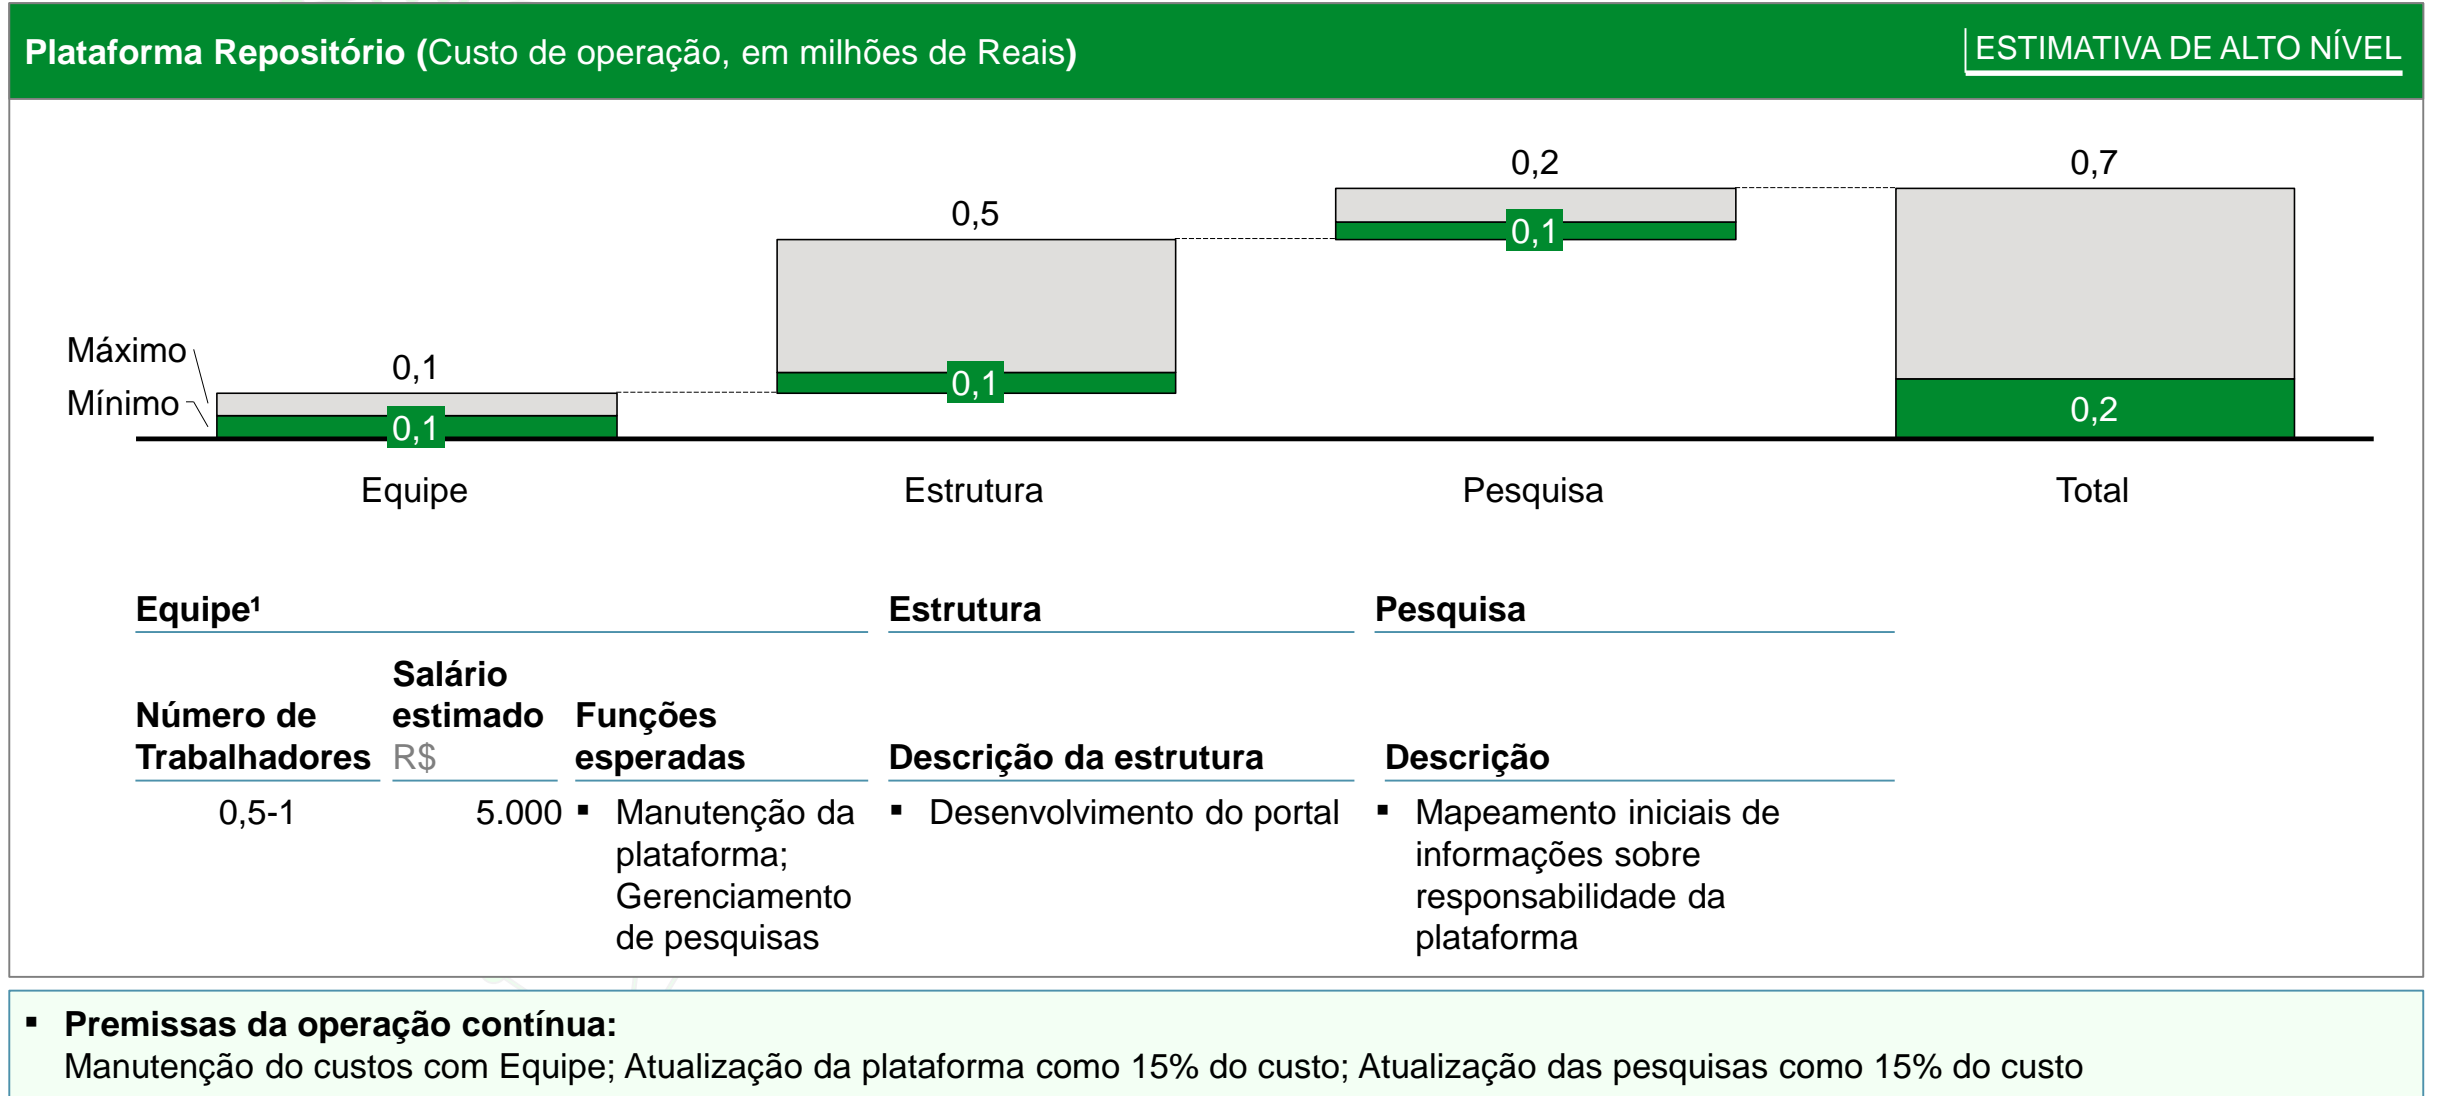 Plataforma Repositório (Custo de operação, em milhões de Reais)
ESTIMATIVA DE ALTO NÍVEL
0,2
0,7
0,5
0,1
Máximo
0,1
0,1
Mínimo
0,2
0,1
Equipe
Estrutura
Pesquisa
Total
Equipe¹
Estrutura
Pesquisa
Número de
Trabalhadores
Salário
estimado
R$
Funções
esperadas
Descrição da estrutura
Descrição
0,5-1
5.000
▪ Manutenção da
plataforma;
Gerenciamento
de pesquisas
▪ Desenvolvimento do portal
▪ Mapeamento iniciais de
informações sobre
responsabilidade da
plataforma
▪ Premissas da operação contínua:
Manutenção do custos com Equipe; Atualização da plataforma como 15% do custo; Atualização das pesquisas como 15% do custo